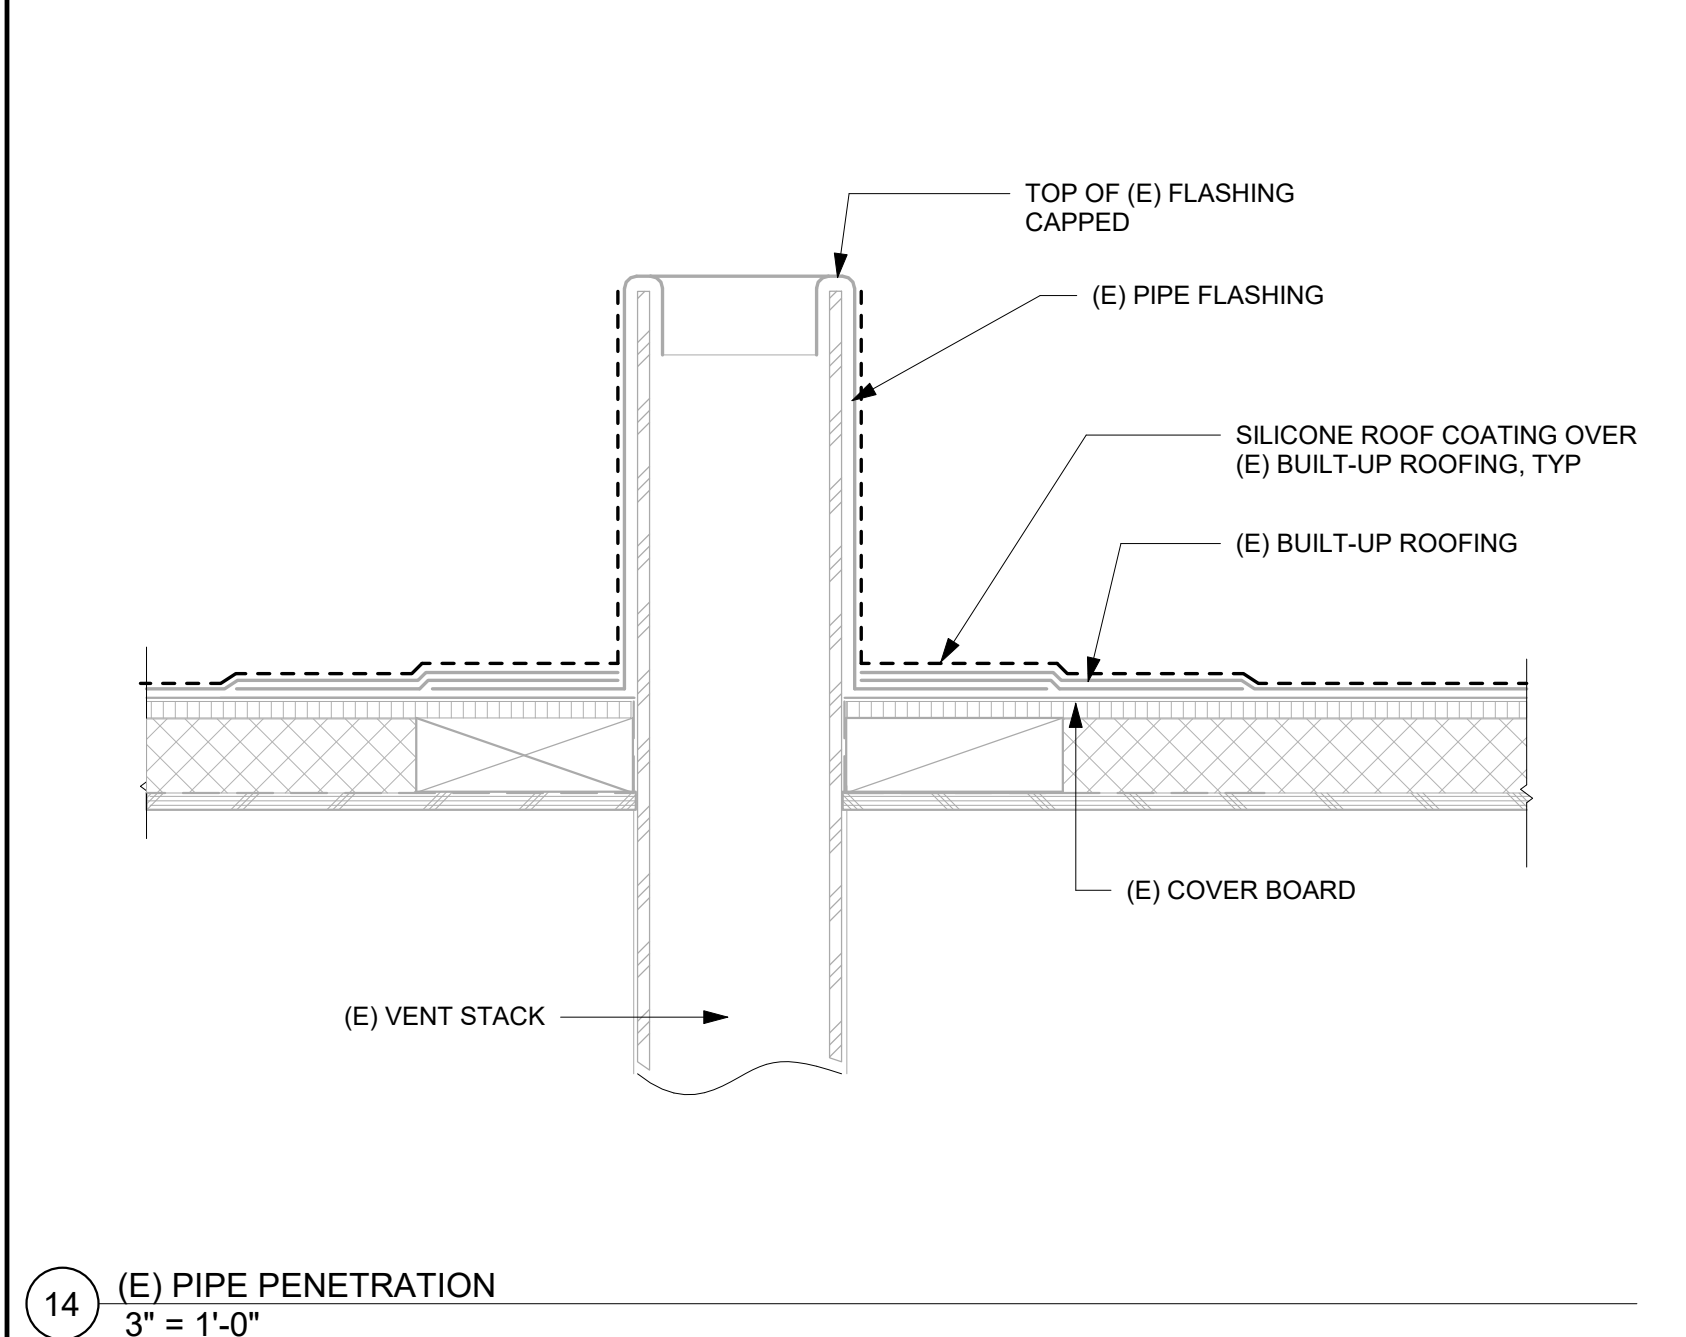 TOP OF (E) FLASHING
CAPPED
(E) PIPE FLASHING
SILICONE ROOF COATING OVER
(E) BUILT-UP ROOFING, TYP
(E) BUILT-UP ROOFING
(E) COVER BOARD
(E) VENT STACK
14
(E) PIPE PENETRATION
3" = 1'-0"